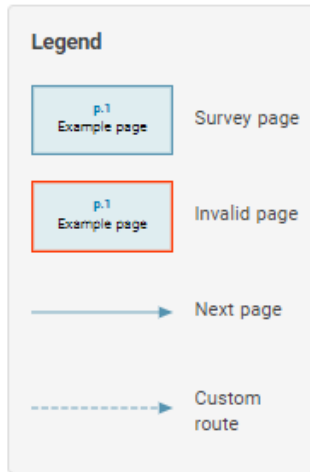 Legend
p.1
Example page
Survey page
p.1
Example page
Invalid page
Next page
Custom
route